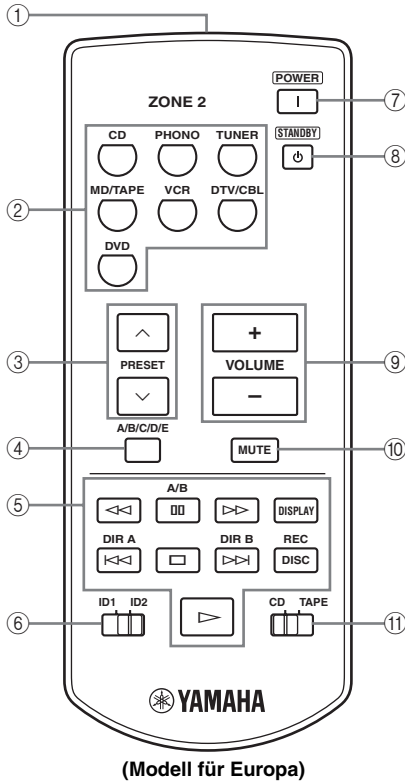 ①
POWER
ZONE 2
⑦
CD PHONO TUNER
STANDBY
⑧
② MD/TAPE VCR DTV/CBL
DVD
③ PRESET
+
VOLUME
–
⑨
④ A/B/C/D/E
MUTE ⑩
⑤ A/B
DISPLAY
DIR A DIR B REC
DISC
⑥ ID1 ID2
CD TAPE ⑪
YAMAHA
(Modell für Europa)